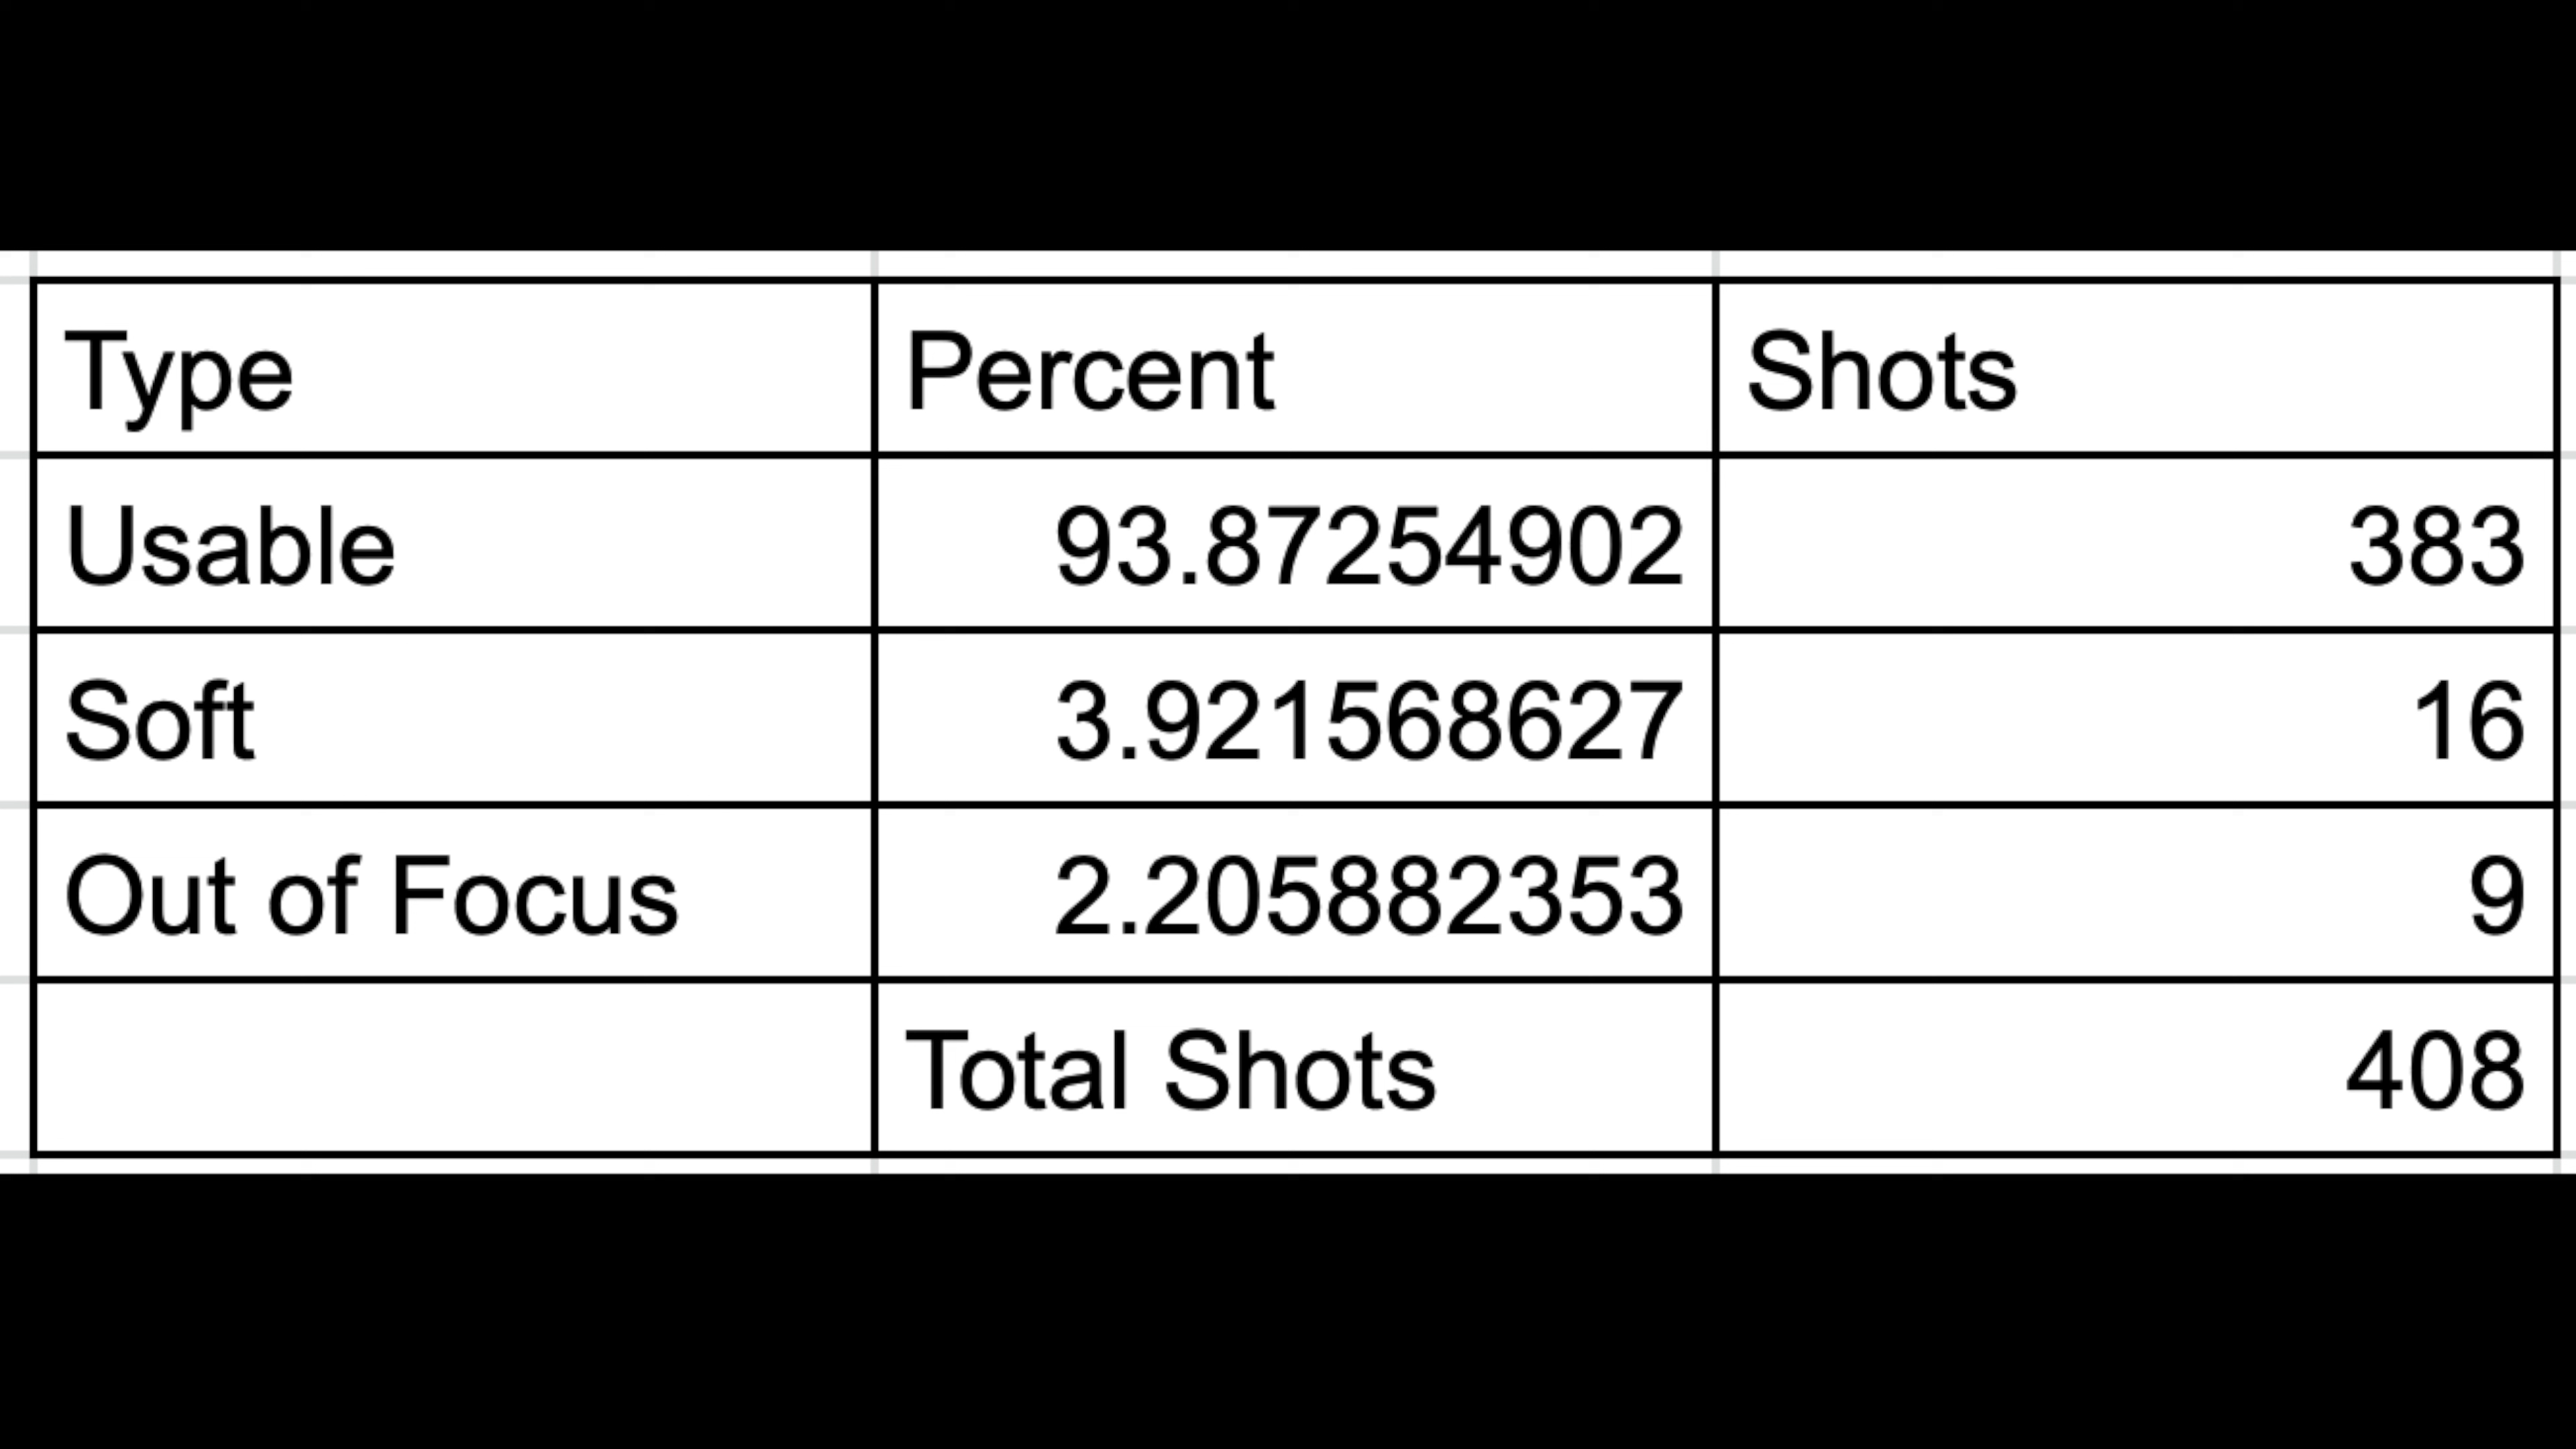 Type Percent Shots
Usable 93.87254902 383
Soft 3.921568627 16
Out of Focus 2.205882353 9
Total Shots 408